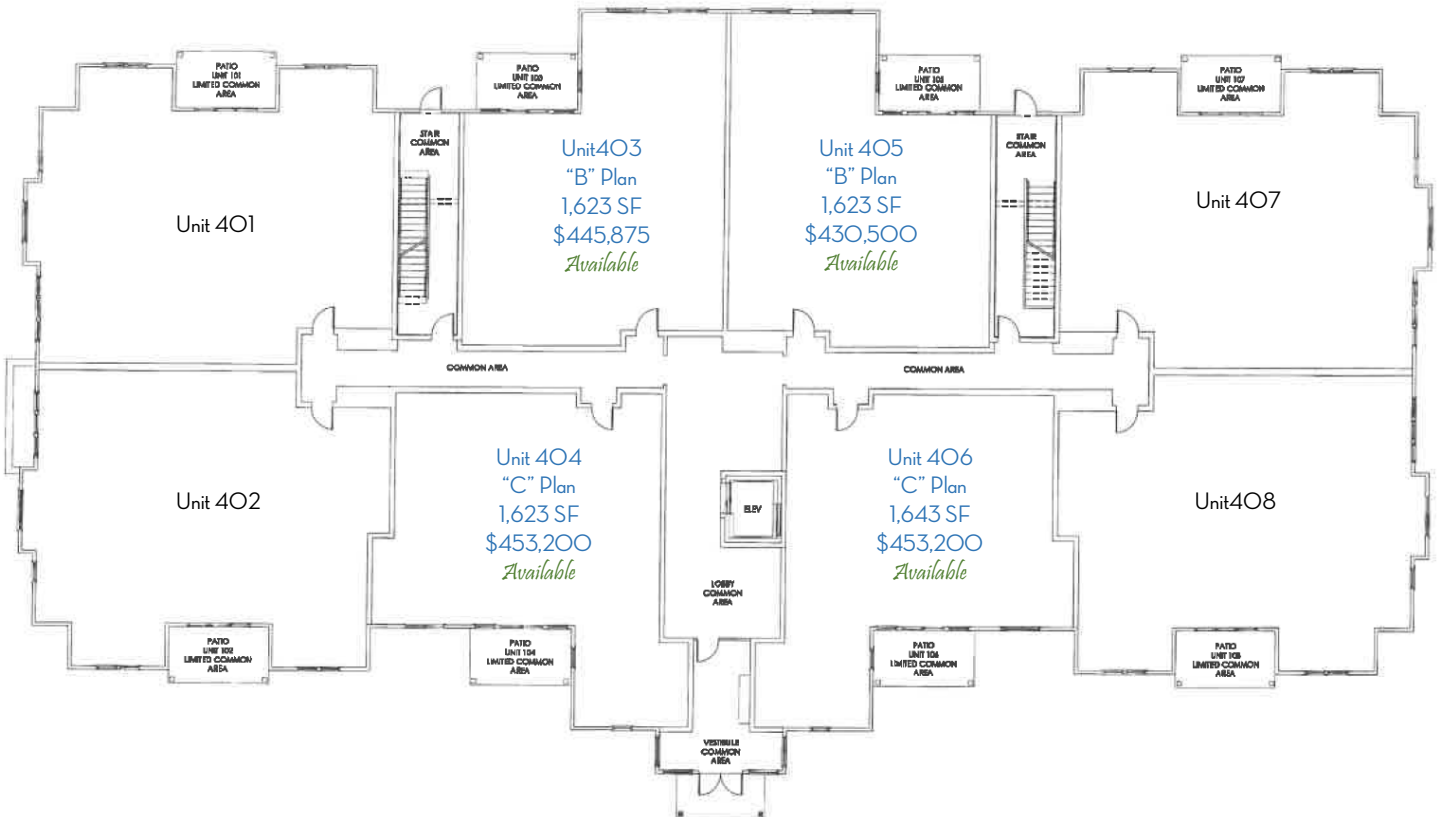 PATIO
UNIT 101
LIMITED COMMON
AREA
PATIO
UNIT 103
LIMITED COMMON
AREA
PATIO
UNIT 105
LIMITED COMMON
AREA
PATIO
UNIT 107
LIMITED COMMON
AREA
STAIR
COMMON
AREA
STAIR
COMMON
AREA
Unit 401
Unit403
"B" Plan
1,623 SF
$445,875
Available
Unit 405
"B" Plan
1,623 SF
$430,500
Available
Unit 407
COMMON AREA
COMMON AREA
Unit 402
Unit 404
"C" Plan
1,623 SF
$453,200
Available
ELEV
Unit 406
"C" Plan
1,643 SF
$453,200
Available
Unit408
LOBBY
COMMON
AREA
PATIO
UNIT 102
LIMITED COMMON
AREA
PATIO
UNIT 104
LIMITED COMMON
AREA
PATIO
UNIT 106
LIMITED COMMON
AREA
PATIO
UNIT 108
LIMITED COMMON
AREA
VESTIBULE
COMMON
AREA